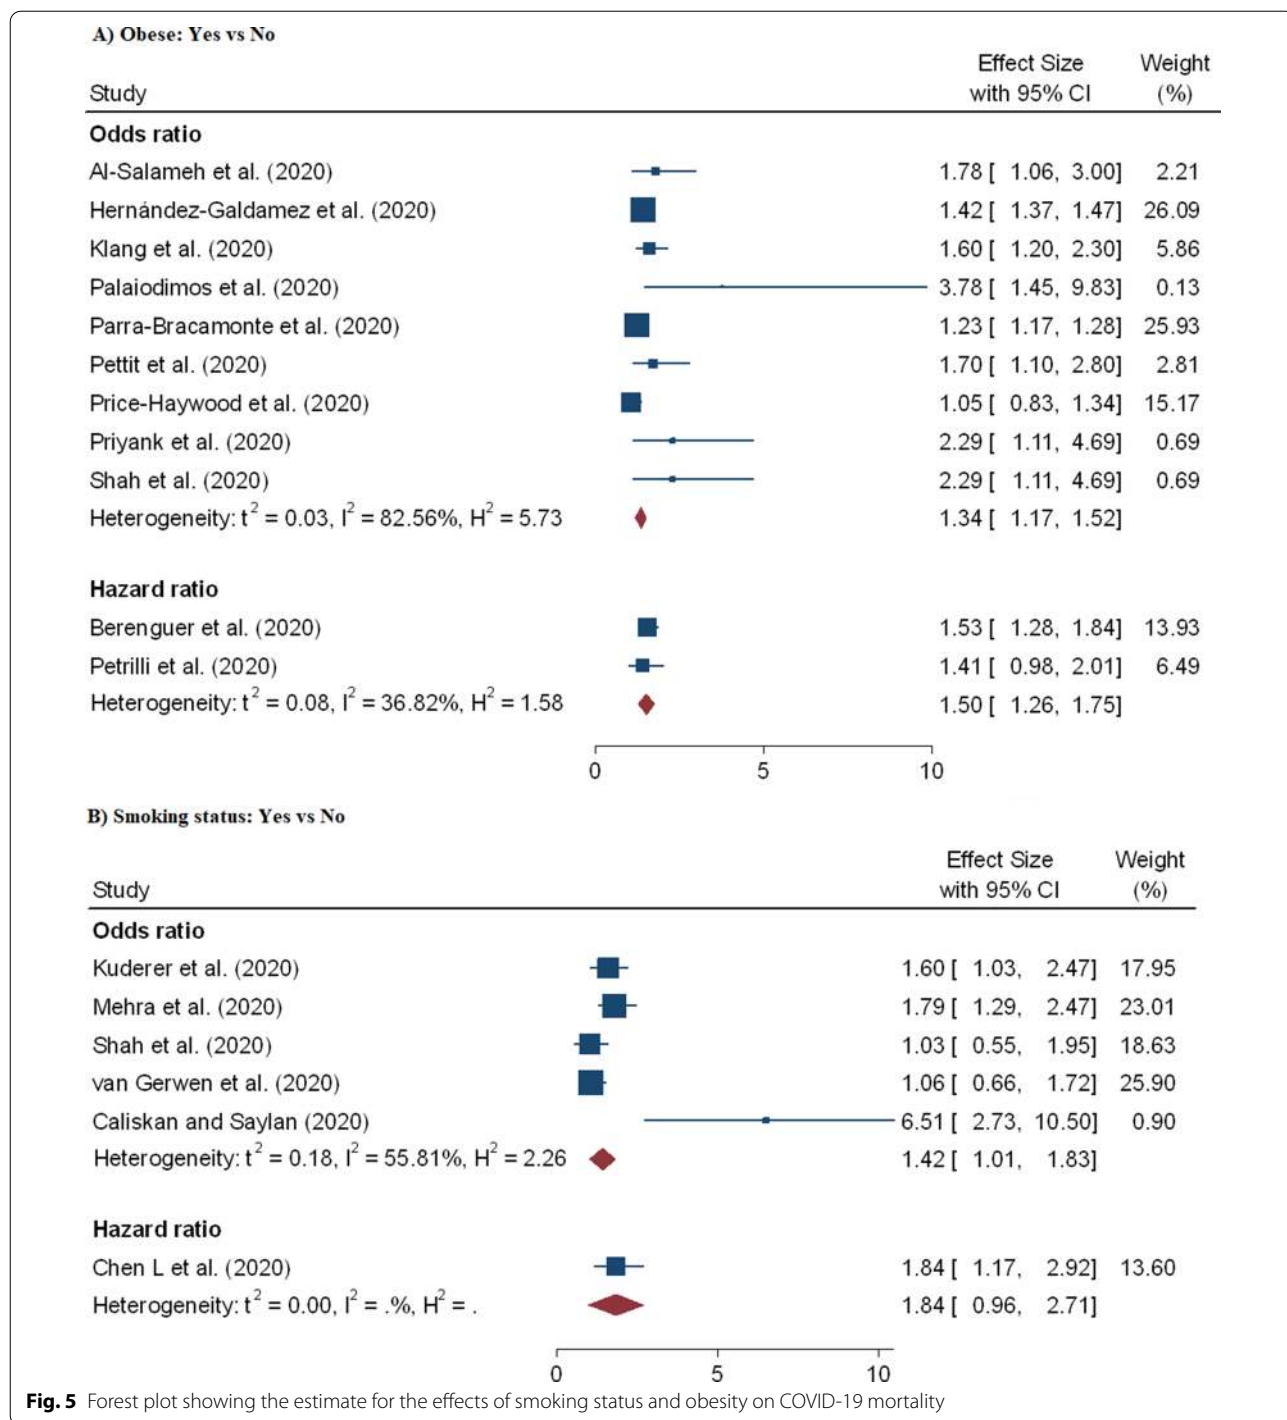 A) Obese: Yes vs No
Effect Size Weight
Study with 95% CI (%)
Odds ratio
Al-Salameh et al. (2020) 1.78 [ 1.06, 3.00] 2.21
Hernández-Galdamez et al. (2020) 1.42 [ 1.37, 1.47] 26.09
Klang et al. (2020) 1.60 [ 1.20, 2.30] 5.86
Palaiodimos et al. (2020) 3.78 [ 1.45, 9.83] 0.13
Parra-Bracamonte et al. (2020) 1.23 [ 1.17, 1.28] 25.93
Pettit et al. (2020) 1.70 [ 1.10, 2.80] 2.81
Price-Haywood et al. (2020) 1.05 [ 0.83, 1.34] 15.17
Priyank et al. (2020) 2.29 [ 1.11, 4.69] 0.69
Shah et al. (2020) 2.29 [ 1.11, 4.69] 0.69
Heterogeneity: t² = 0.03, I² = 82.56%, H² = 5.73 1.34 [ 1.17, 1.52]
Hazard ratio
Berenguer et al. (2020) 1.53 [ 1.28, 1.84] 13.93
Petrilli et al. (2020) 1.41 [ 0.98, 2.01] 6.49
Heterogeneity: t² = 0.08, I² = 36.82%, H² = 1.58 1.50 [ 1.26, 1.75]
0 5 10
B) Smoking status: Yes vs No
Effect Size Weight
Study with 95% CI (%)
Odds ratio
Kuderer et al. (2020) 1.60 [ 1.03, 2.47] 17.95
Mehra et al. (2020) 1.79 [ 1.29, 2.47] 23.01
Shah et al. (2020) 1.03 [ 0.55, 1.95] 18.63
van Gerwen et al. (2020) 1.06 [ 0.66, 1.72] 25.90
Caliskan and Saylan (2020) 6.51 [ 2.73, 10.50] 0.90
Heterogeneity: t² = 0.18, I² = 55.81%, H² = 2.26 1.42 [ 1.01, 1.83]
Hazard ratio
Chen L et al. (2020) 1.84 [ 1.17, 2.92] 13.60
Heterogeneity: t² = 0.00, I² = .%, H² = . 1.84 [ 0.96, 2.71]
0 5 10
Fig. 5 Forest plot showing the estimate for the effects of smoking status and obesity on COVID-19 mortality